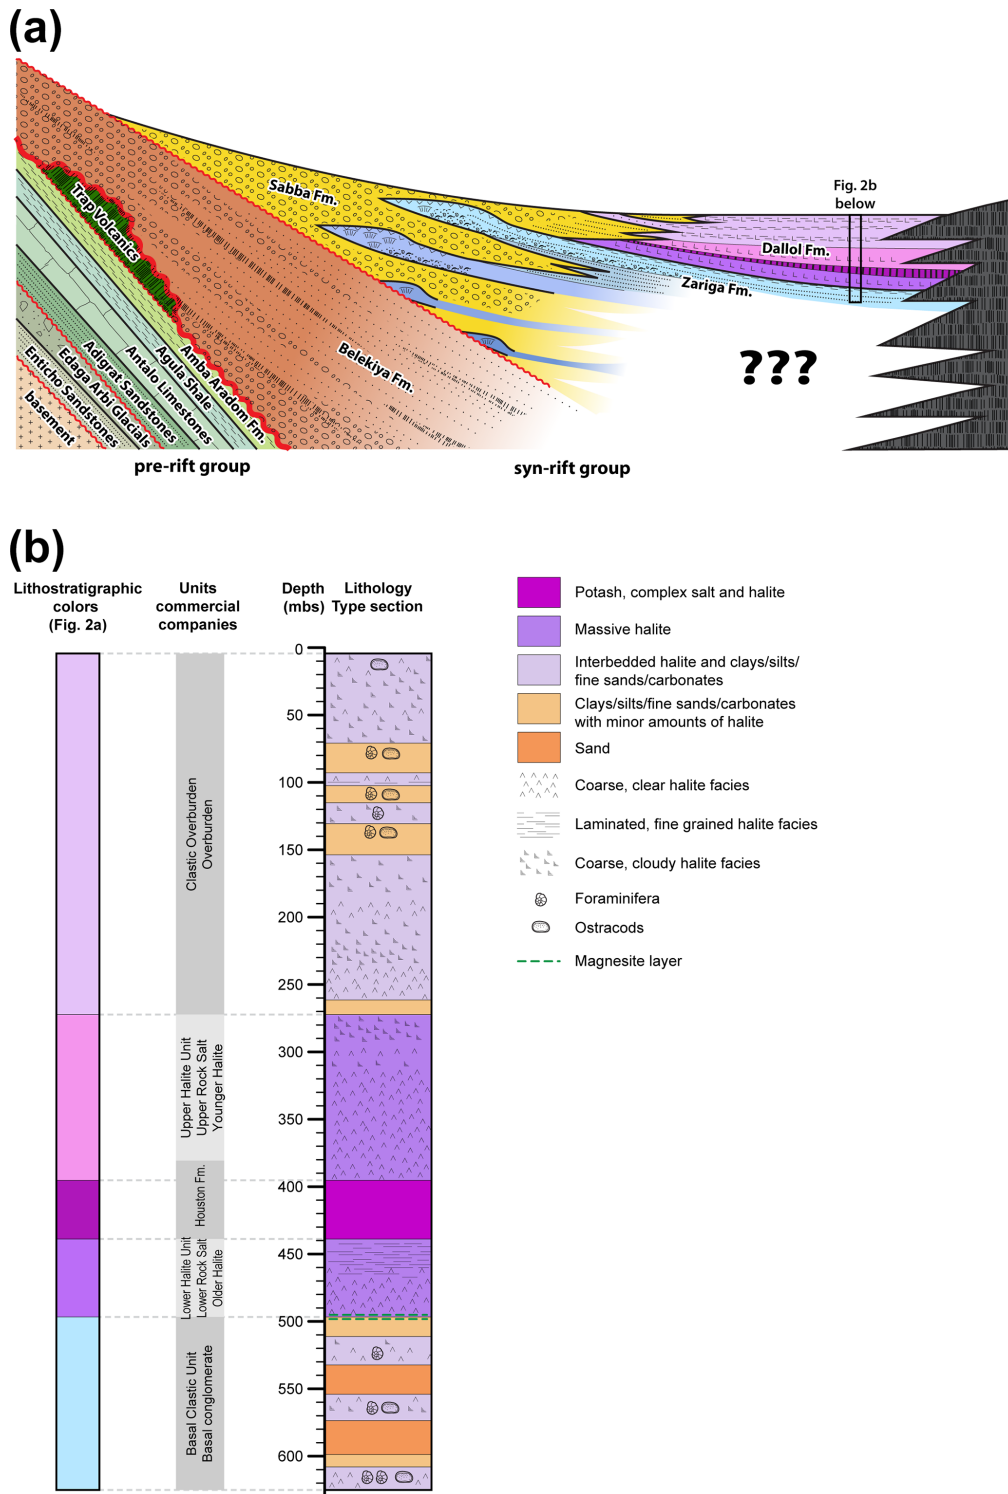 (a)
Fig. 2b
below
Sabba Fm.
Trap Volcanics
Dallol Fm.
Zariga Fm.
Belekiya Fm.
???
Amba Aradom Fm.
Agula Shale
Antalo Limestones
Adigrat Sandstones
Edaga Arbi Glacials
Enticho Sandstones
basement
pre-rift group
syn-rift group
(b)
Lithostratigraphic
colors
(Fig. 2a)
Units
commercial
companies
Depth
(mbs)
Lithology
Type section
0
50
100
150
200
250
300
350
400
450
500
550
600
Clastic Overburden
Overburden
Upper Halite Unit
Upper Rock Salt
Younger Halite
Houston Fm.
Lower Halite Unit
Lower Rock Salt
Older Halite
Basal Clastic Unit
Basal conglomerate
Potash, complex salt and halite
Massive halite
Interbedded halite and clays/silts/
fine sands/carbonates
Clays/silts/fine sands/carbonates
with minor amounts of halite
Sand
Coarse, clear halite facies
Laminated, fine grained halite facies
Coarse, cloudy halite facies
Foraminifera
Ostracods
Magnesite layer